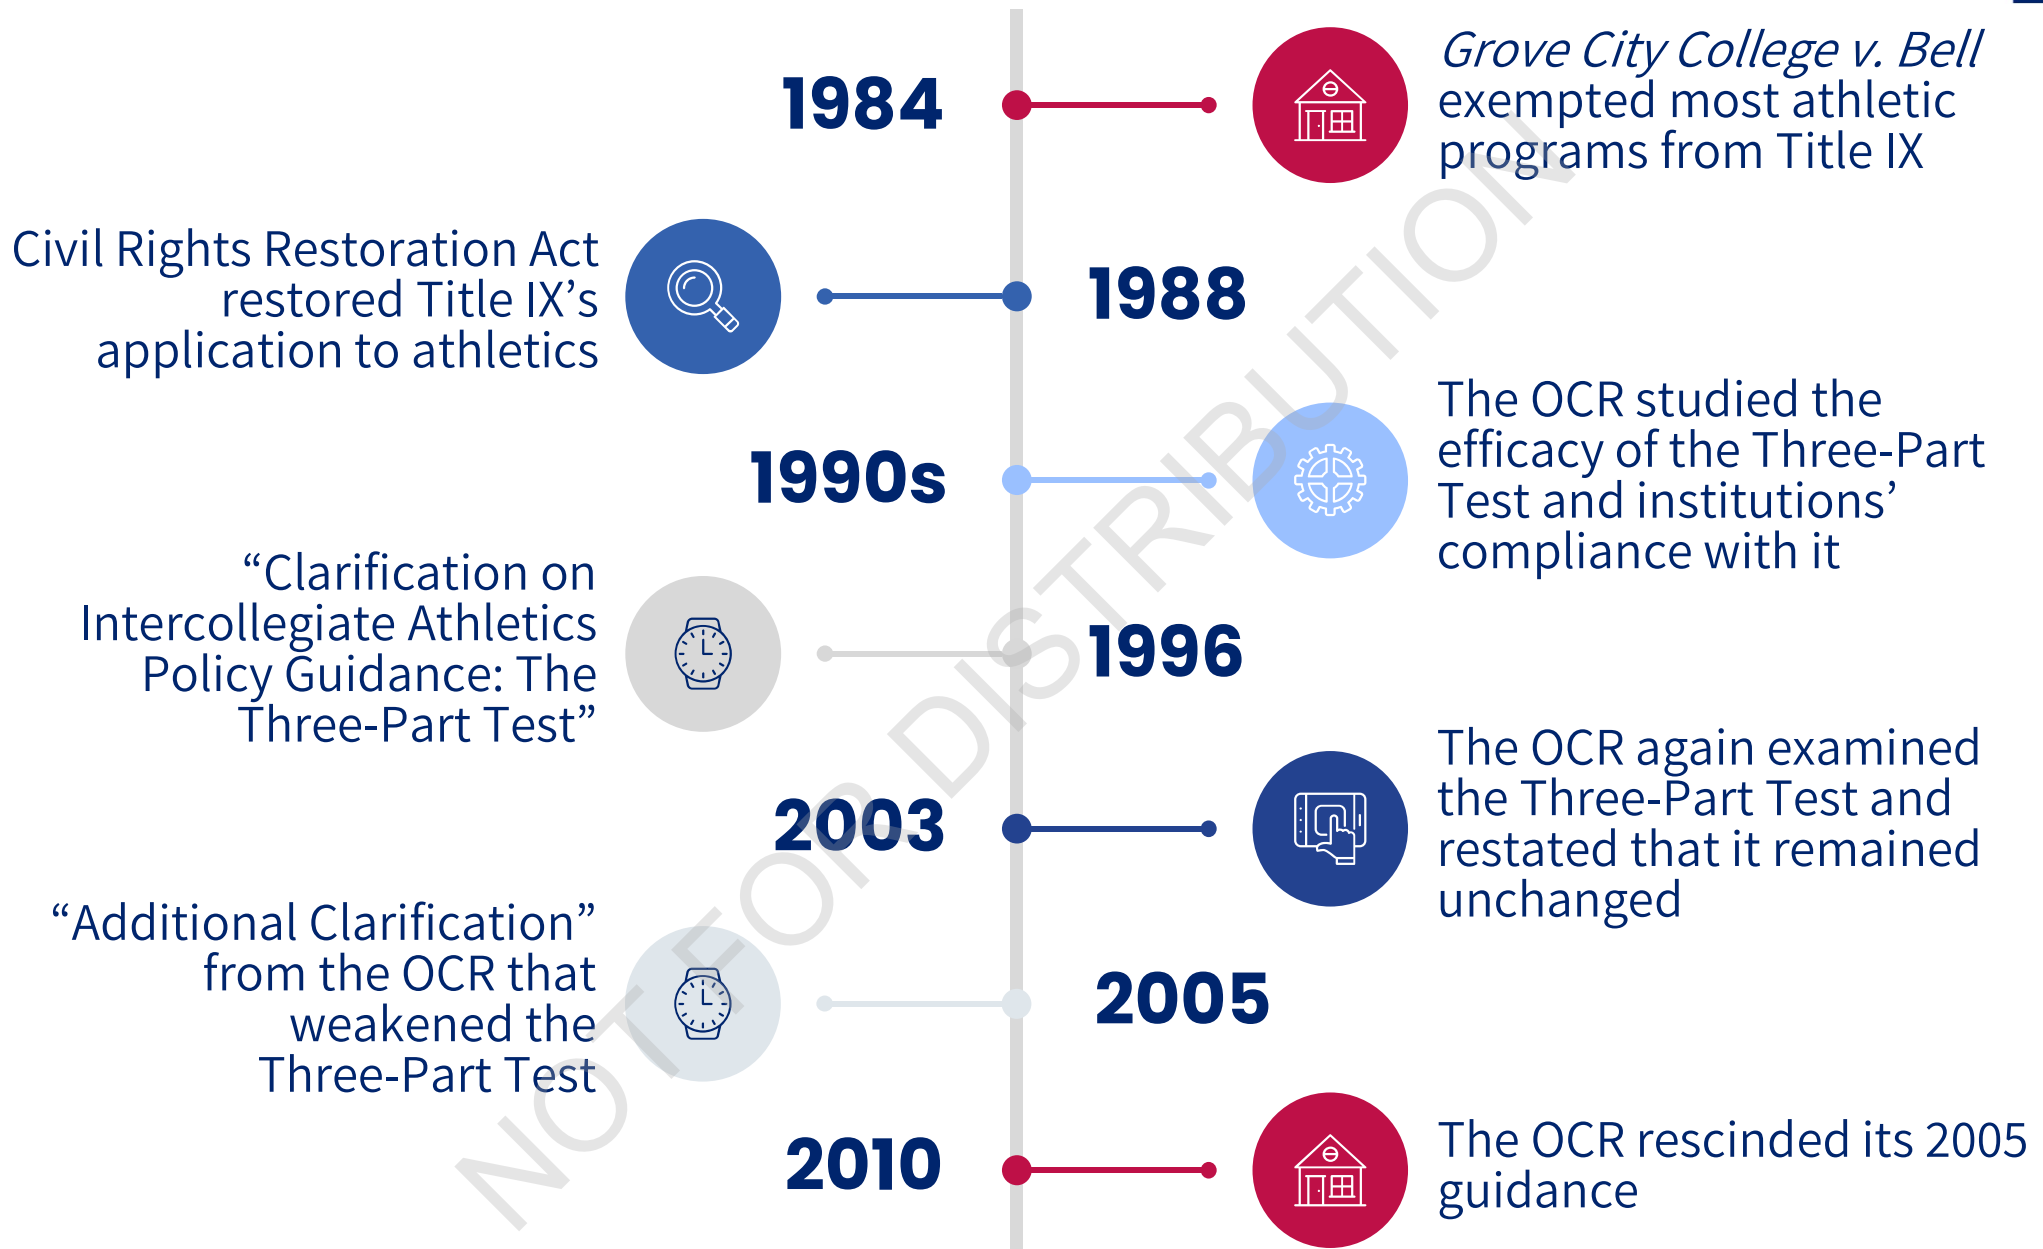 1984
Grove City College v. Bell
exempted most athletic
programs from Title IX
Civil Rights Restoration Act
restored Title IX’s
application to athletics
1988
1990s
The OCR studied the
efficacy of the Three-Part
Test and institutions’
compliance with it
“Clarification on
Intercollegiate Athletics
Policy Guidance: The
Three-Part Test”
1996
2003
The OCR again examined
the Three-Part Test and
restated that it remained
unchanged
“Additional Clarification”
from the OCR that
weakened the
Three-Part Test
2005
2010
The OCR rescinded its 2005
guidance
NOT FOR DISTRIBUTION